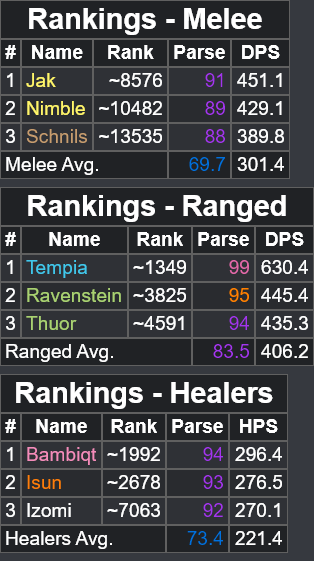 Rankings - Melee
# Name Rank Parse DPS
1 Jak ~8576 91 451.1
2 Nimble ~10482 89 429.1
3 Schnils ~13535 88 389.8
Melee Avg. 69.7 301.4
Rankings - Ranged
# Name Rank Parse DPS
1 Tempia ~1349 99 630.4
2 Ravenstein ~3825 95 445.4
3 Thuor ~4591 94 435.3
Ranged Avg. 83.5 406.2
Rankings - Healers
# Name Rank Parse HPS
1 Bambiqt ~1992 94 296.4
2 Isun ~2678 93 276.5
3 Izomi ~7063 92 270.1
Healers Avg. 73.4 221.4